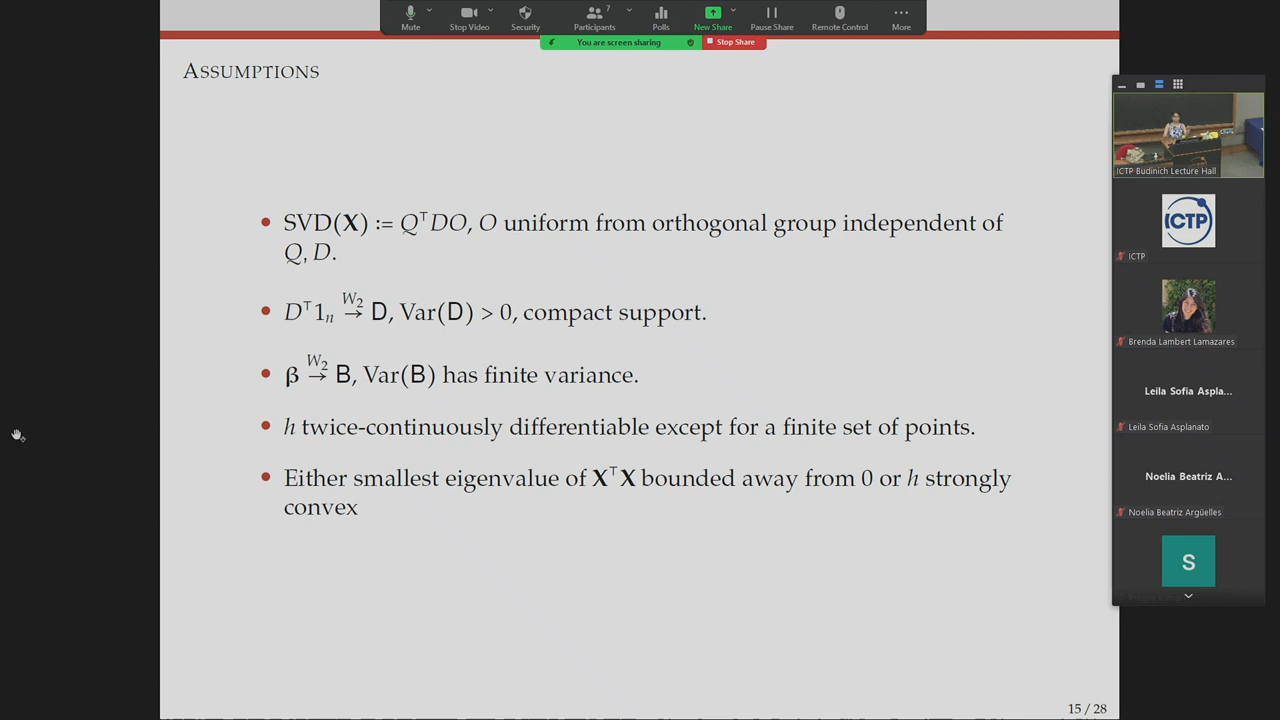 Mute
Stop Video
Security
7
Participants
Polls
New Share
Pause Share
Remote Control
More
You are screen sharing
Stop Share
ASSUMPTIONS
• SVD(X) := Q⊤DO, O uniform from orthogonal group independent of
Q, D.
• D⊤1ₙ →^{W₂} D, Var(D) > 0, compact support.
• β →^{W₂} B, Var(B) has finite variance.
• h twice-continuously differentiable except for a finite set of points.
• Either smallest eigenvalue of X⊤X bounded away from 0 or h strongly
convex
15 / 28
ICTP Budinich Lecture Hall
ICTP
ICTP
Brenda Lambert Lamazares
Leila Sofia Aspla...
Leila Sofia Asplanato
Noelia Beatriz A...
Noelia Beatriz Argüelles
S